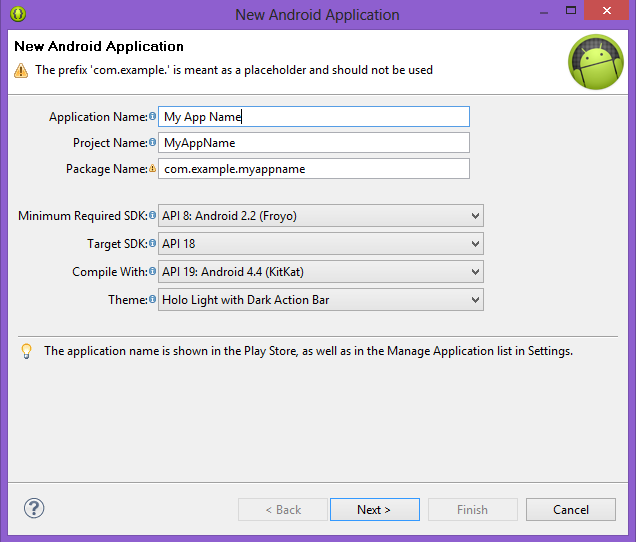 New Android Application
New Android Application
The prefix 'com.example.' is meant as a placeholder and should not be used
Application Name: My App Name
Project Name: MyAppName
Package Name: com.example.myappname
Minimum Required SDK: API 8: Android 2.2 (Froyo)
Target SDK: API 18
Compile With: API 19: Android 4.4 (KitKat)
Theme: Holo Light with Dark Action Bar
The application name is shown in the Play Store, as well as in the Manage Application list in Settings.
< Back Next > Finish Cancel